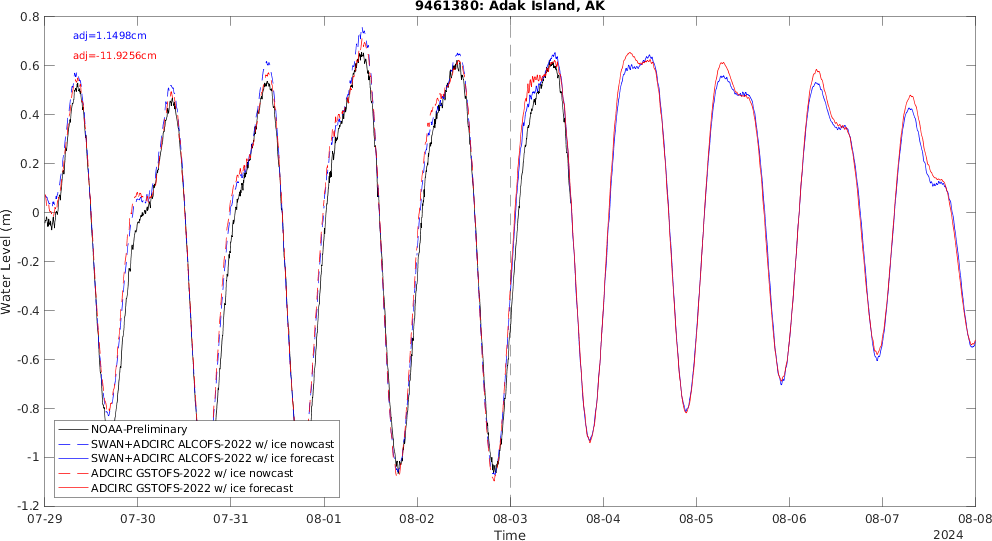 9461380: Adak Island, AK
adj=1.1498cm
adj=-11.9256cm
Water Level (m)
0.8
0.6
0.4
0.2
0
-0.2
-0.4
-0.6
-0.8
-1
-1.2
NOAA-Preliminary
SWAN+ADCIRC ALCOFS-2022 w/ ice nowcast
SWAN+ADCIRC ALCOFS-2022 w/ ice forecast
ADCIRC GSTOFS-2022 w/ ice nowcast
ADCIRC GSTOFS-2022 w/ ice forecast
07-29 07-30 07-31 08-01 08-02 08-03 08-04 08-05 08-06 08-07 08-08
Time
2024